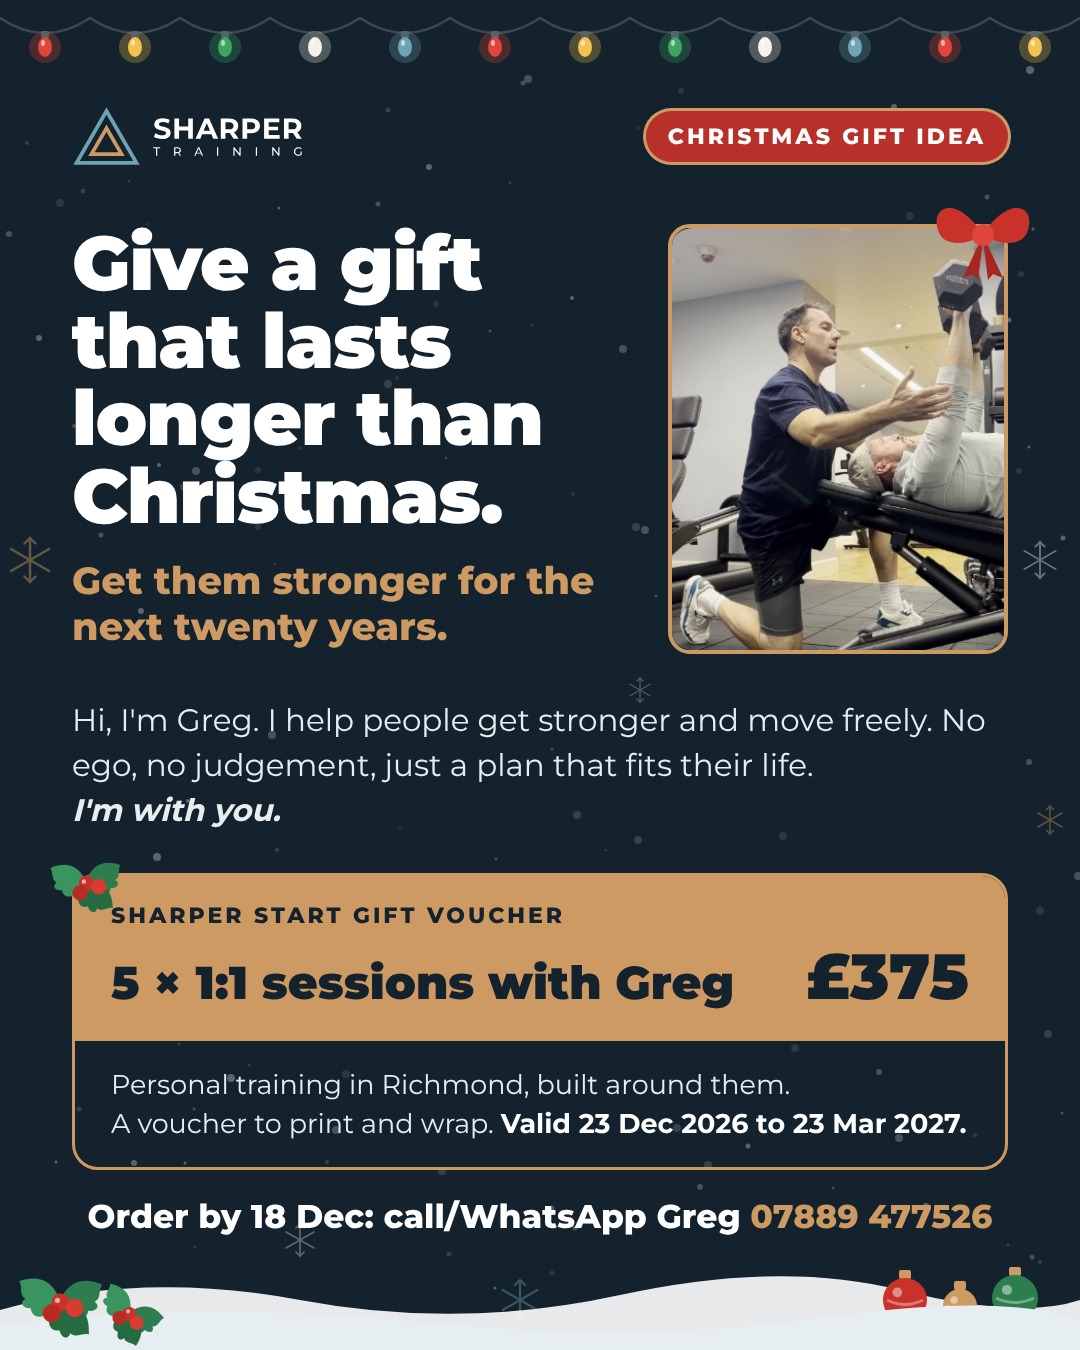 SHARPER
TRAINING
CHRISTMAS GIFT IDEA
Give a gift
that lasts
longer than
Christmas.
Get them stronger for the
next twenty years.
Hi, I'm Greg. I help people get stronger and move freely. No
ego, no judgement, just a plan that fits their life.
I'm with you.
SHARPER START GIFT VOUCHER
5 × 1:1 sessions with Greg £375
Personal training in Richmond, built around them.
A voucher to print and wrap. Valid 23 Dec 2026 to 23 Mar 2027.
Order by 18 Dec: call/WhatsApp Greg 07889 477526